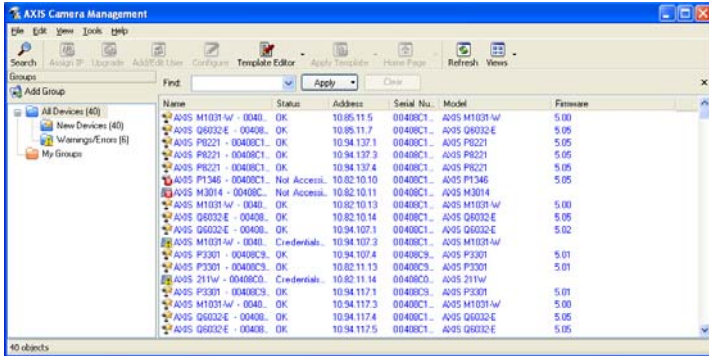 AXIS Camera Management
File Edit View Tools Help
Search Assign IP Upgrade Add/Edit User Configure Template Editor Apply Template Home Page Refresh Views
Groups
Add Group
All Devices (40)
New Devices (40)
Warnings/Errors (6)
My Groups
Find: Apply Clear
Name Status Address Serial Nu... Model Firmware
AXIS M1031-W - 0040... OK 10.85.11.5 00408C1... AXIS M1031-W 5.00
AXIS Q6032-E - 00408... OK 10.85.11.7 00408C1... AXIS Q6032-E 5.05
AXIS P8221 - 00408C1... OK 10.94.137.1 00408C1... AXIS P8221 5.05
AXIS P8221 - 00408C1... OK 10.94.137.3 00408C1... AXIS P8221 5.05
AXIS P8221 - 00408C1... OK 10.94.137.4 00408C1... AXIS P8221 5.05
AXIS P1346 - 00408C1... Not Accessi... 10.82.10.10 00408C1... AXIS P1346 5.05
AXIS M3014 - 00408C... Not Accessi... 10.82.10.11 00408C1... AXIS M3014
AXIS M1031-W - 0040... OK 10.82.10.13 00408C1... AXIS M1031-W 5.00
AXIS Q6032-E - 00408... OK 10.82.10.14 00408C1... AXIS Q6032-E 5.05
AXIS Q6032-E - 00408... OK 10.94.107.1 00408C1... AXIS Q6032-E 5.02
AXIS M1031-W - 0040... Credentials... 10.94.107.3 00408C1... AXIS M1031-W
AXIS P3301 - 00408C9... OK 10.94.107.4 00408C9... AXIS P3301 5.01
AXIS P3301 - 00408C9... OK 10.82.11.13 00408C9... AXIS P3301 5.01
AXIS 211W - 00408C0... Credentials... 10.82.11.14 00408C0... AXIS 211W
AXIS P3301 - 00408C9... OK 10.94.117.1 00408C9... AXIS P3301 5.01
AXIS M1031-W - 0040... OK 10.94.117.3 00408C1... AXIS M1031-W 5.00
AXIS Q6032-E - 00408... OK 10.94.117.4 00408C1... AXIS Q6032-E 5.05
AXIS Q6032-E - 00408... OK 10.94.117.5 00408C1... AXIS Q6032-E 5.05
40 objects